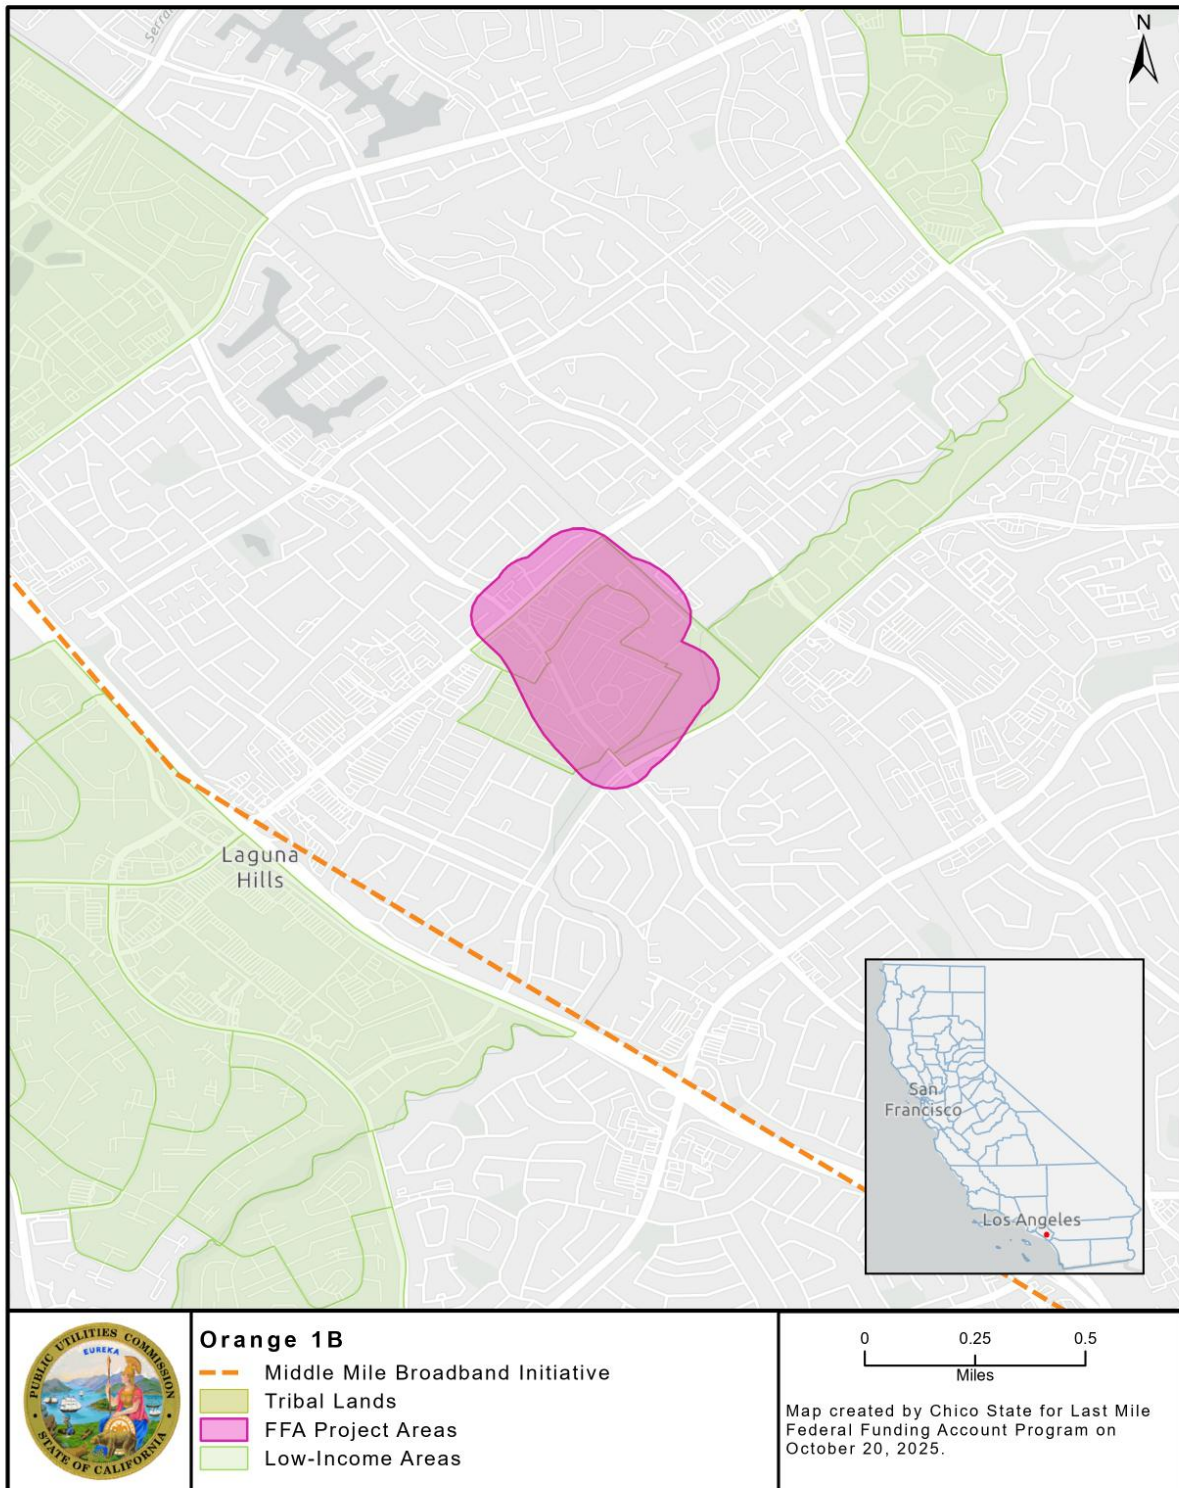 Serra
N
Laguna
Hills
San
Francisco
Los Angeles
PUBLIC UTILITIES COMMISSION
EUREKA
STATE OF CALIFORNIA
Orange 1B
Middle Mile Broadband Initiative
Tribal Lands
FFA Project Areas
Low-Income Areas
0 0.25 0.5
Miles
Map created by Chico State for Last Mile
Federal Funding Account Program on
October 20, 2025.